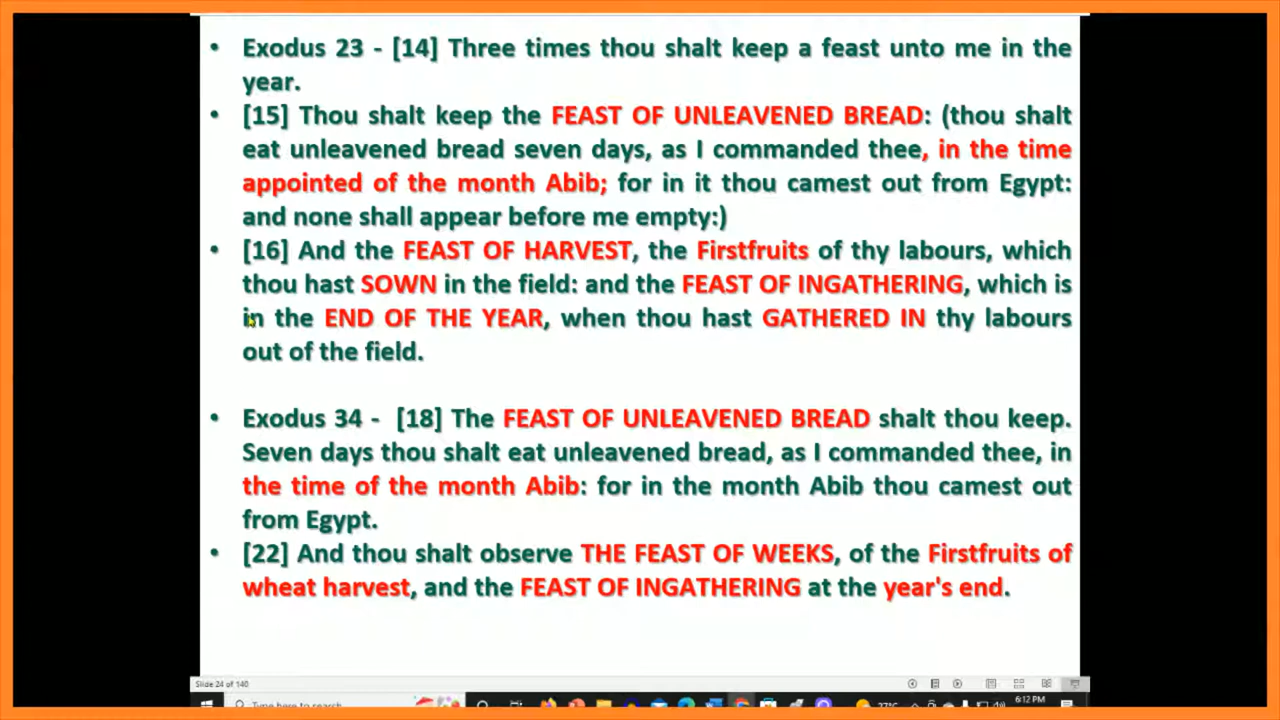 • Exodus 23 - [14] Three times thou shalt keep a feast unto me in the
year.
• [15] Thou shalt keep the FEAST OF UNLEAVENED BREAD: (thou shalt
eat unleavened bread seven days, as I commanded thee, in the time
appointed of the month Abib; for in it thou camest out from Egypt:
and none shall appear before me empty:)
• [16] And the FEAST OF HARVEST, the Firstfruits of thy labours, which
thou hast SOWN in the field: and the FEAST OF INGATHERING, which is
in the END OF THE YEAR, when thou hast GATHERED IN thy labours
out of the field.
• Exodus 34 - [18] The FEAST OF UNLEAVENED BREAD shalt thou keep.
Seven days thou shalt eat unleavened bread, as I commanded thee, in
the time of the month Abib: for in the month Abib thou camest out
from Egypt.
• [22] And thou shalt observe THE FEAST OF WEEKS, of the Firstfruits of
wheat harvest, and the FEAST OF INGATHERING at the year's end.
Slide 24 of 140
Type here to search
27°C
6:12 PM